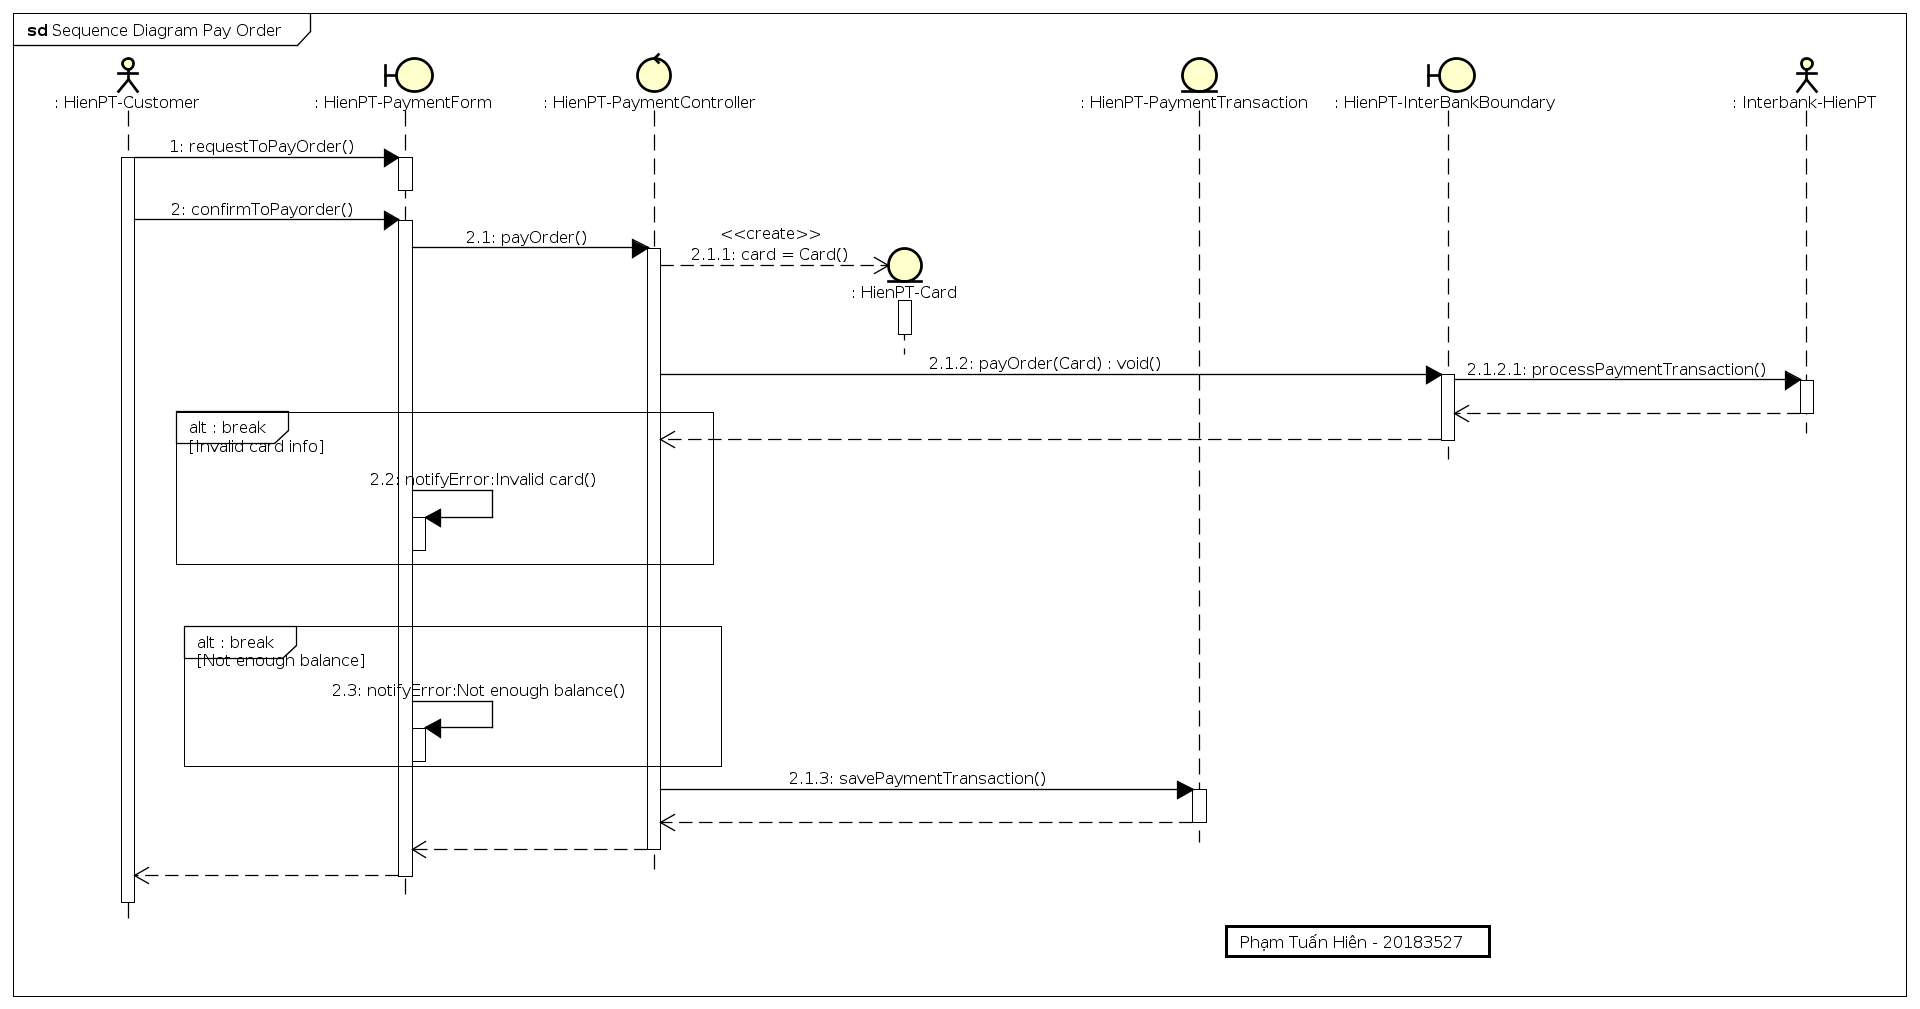 sd Sequence Diagram Pay Order
: HienPT-Customer
: HienPT-PaymentForm
: HienPT-PaymentController
: HienPT-PaymentTransaction
: HienPT-InterBankBoundary
: Interbank-HienPT
1: requestToPayOrder()
2: confirmToPayorder()
2.1: payOrder()
<<create>>
2.1.1: card = Card()
: HienPT-Card
2.1.2: payOrder(Card) : void()
2.1.2.1: processPaymentTransaction()
alt : break
[Invalid card info]
2.2: notifyError:Invalid card()
alt : break
[Not enough balance]
2.3: notifyError:Not enough balance()
2.1.3: savePaymentTransaction()
Phạm Tuấn Hiên - 20183527